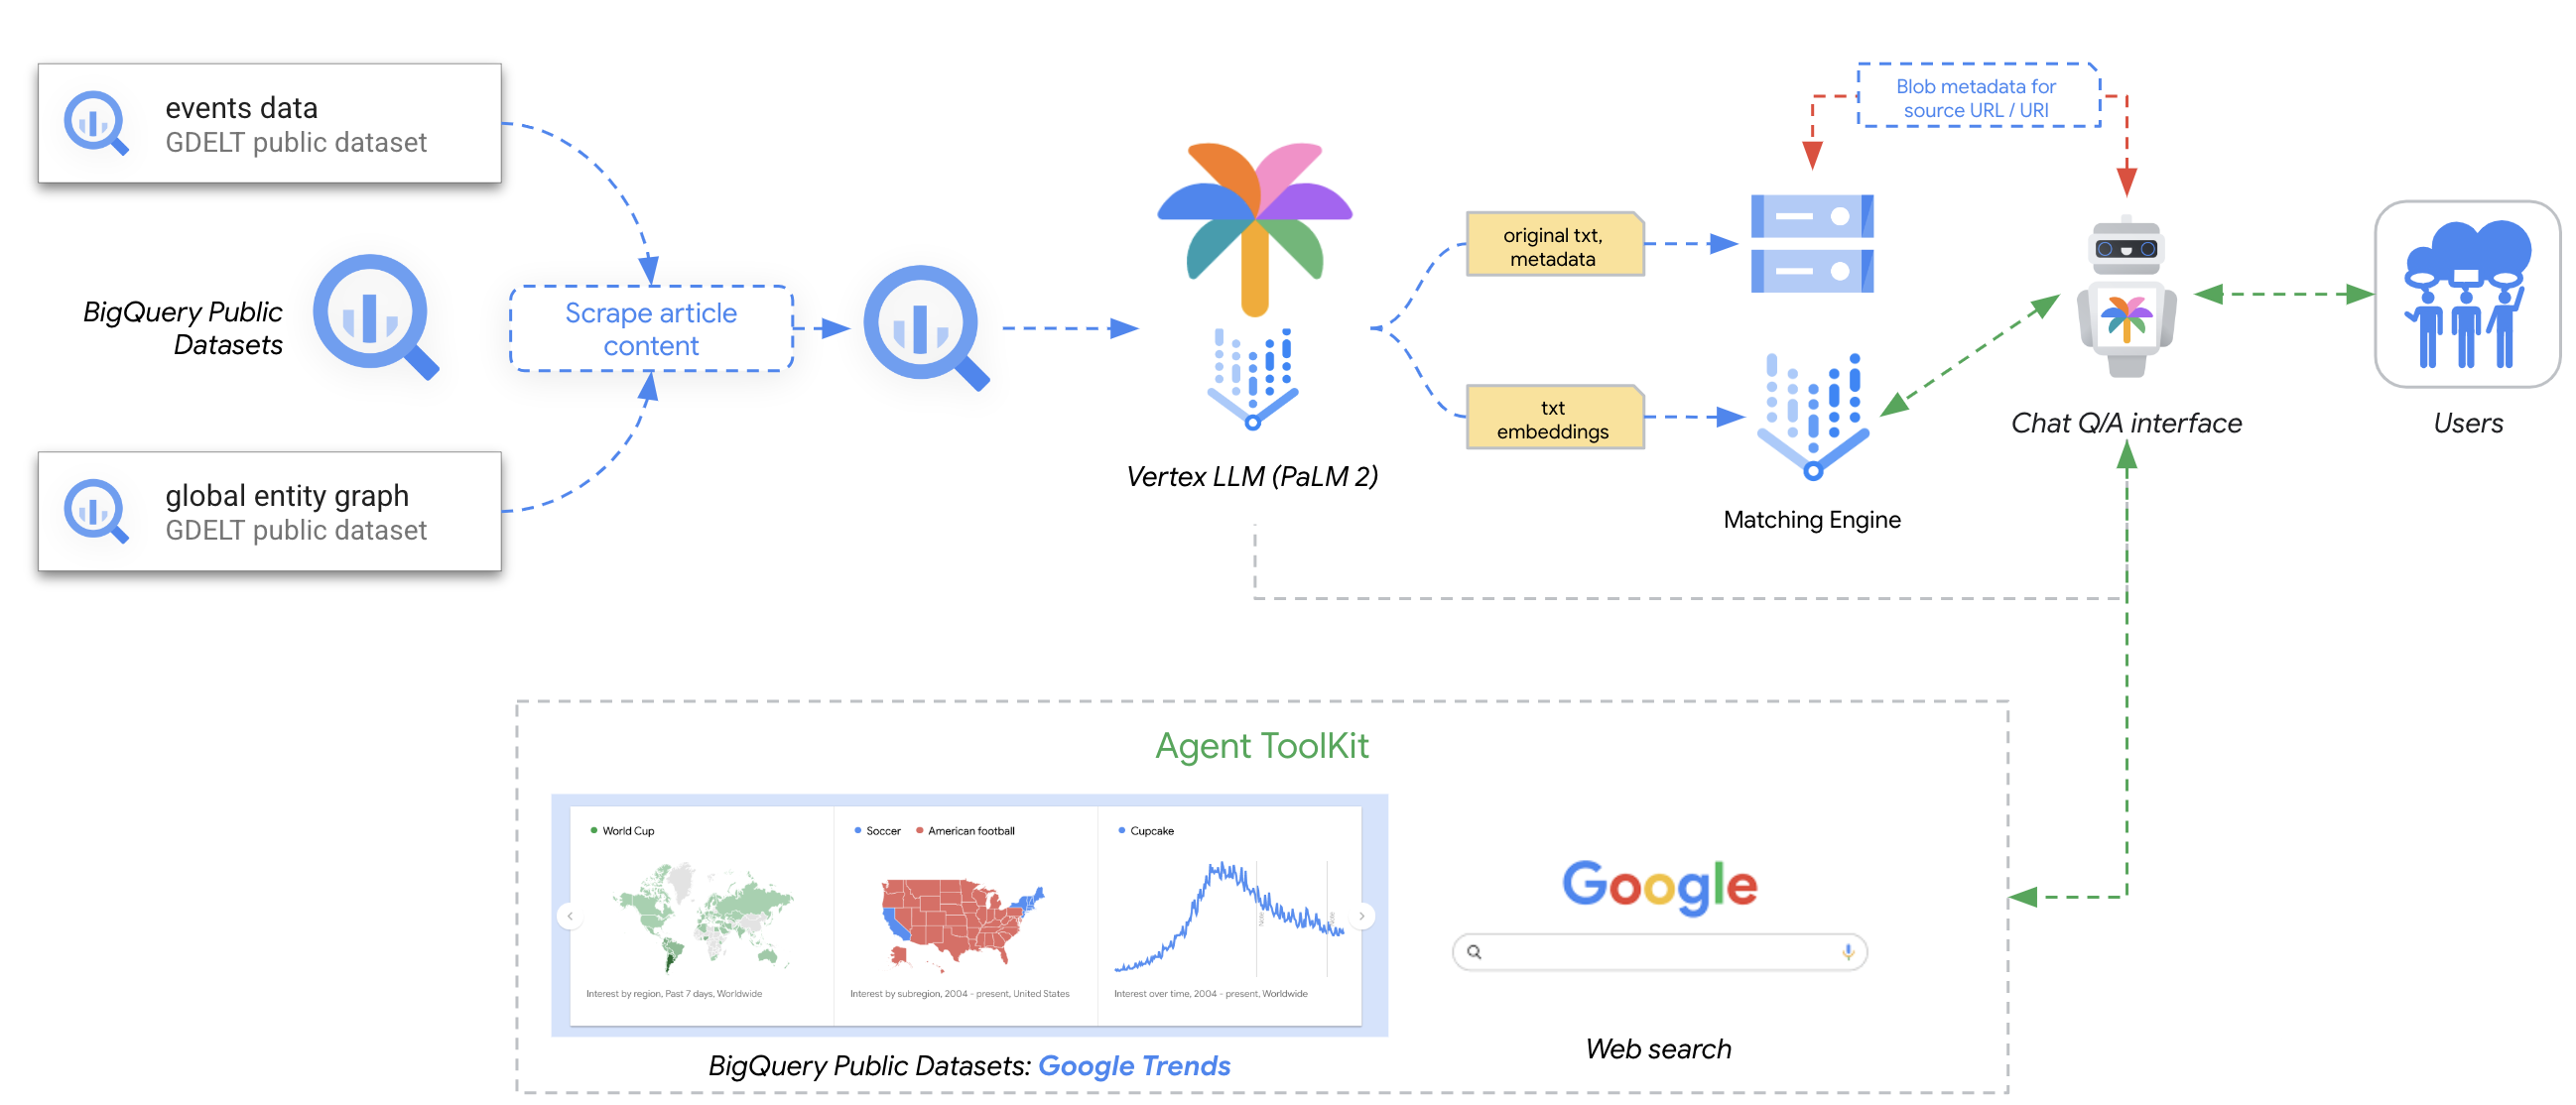 events data
GDELT public dataset
BigQuery Public
Datasets
global entity graph
GDELT public dataset
Scrape article
content
Vertex LLM (PaLM 2)
original txt,
metadata
txt
embeddings
Blob metadata for
source URL / URI
Matching Engine
Chat Q/A interface
Users
Agent ToolKit
World Cup
Interest by region, Past 7 days, Worldwide
Soccer American football
Interest by subregion, 2004 - present, United States
Cupcake
Note
Interest over time, 2004 - present, Worldwide
BigQuery Public Datasets: Google Trends
Google
Web search